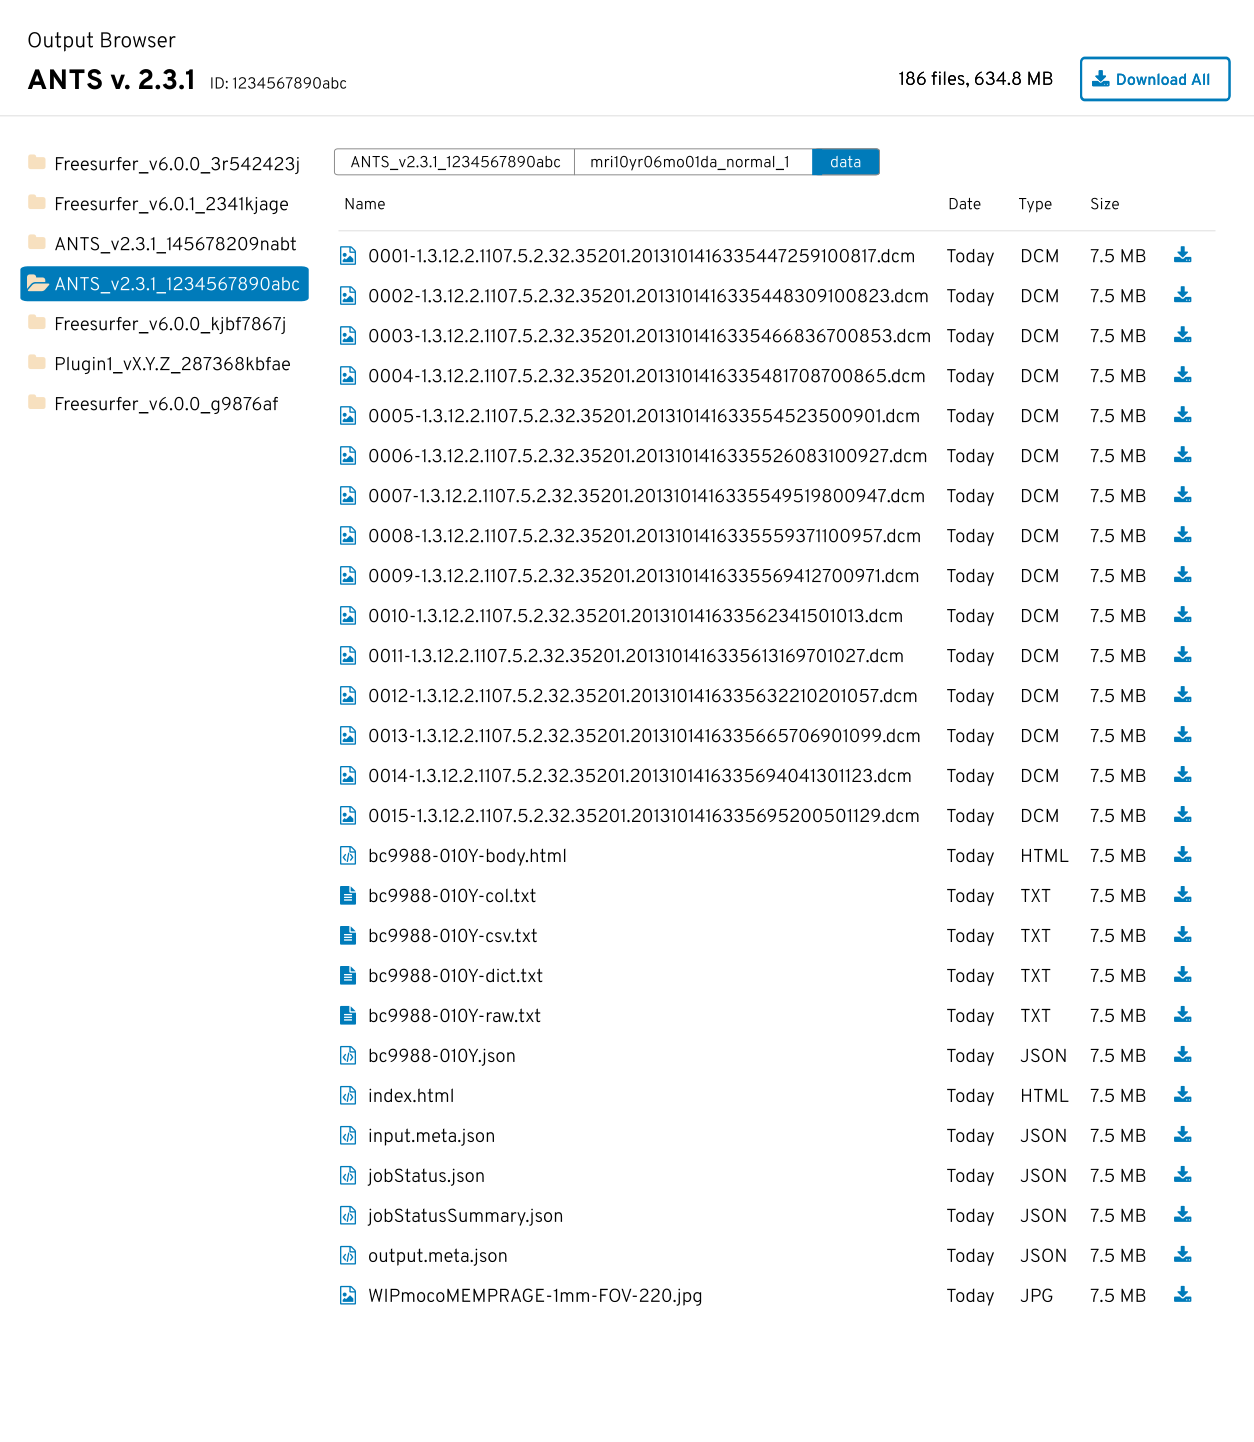 Output Browser
ANTS v. 2.3.1 ID: 1234567890abc
186 files, 634.8 MB
Download All
Freesurfer_v6.0.0_3r542423j
Freesurfer_v6.0.1_2341kjage
ANTS_v2.3.1_145678209nabt
ANTS_v2.3.1_1234567890abc
Freesurfer_v6.0.0_kjbf7867j
Plugin1_vX.Y.Z_287368kbfae
Freesurfer_v6.0.0_g9876af
ANTS_v2.3.1_1234567890abc mri10yr06mo01da_normal_1 data
Name Date Type Size
0001-1.3.12.2.1107.5.2.32.35201.2013101416335447259100817.dcm Today DCM 7.5 MB
0002-1.3.12.2.1107.5.2.32.35201.2013101416335448309100823.dcm Today DCM 7.5 MB
0003-1.3.12.2.1107.5.2.32.35201.2013101416335466836700853.dcm Today DCM 7.5 MB
0004-1.3.12.2.1107.5.2.32.35201.2013101416335481708700865.dcm Today DCM 7.5 MB
0005-1.3.12.2.1107.5.2.32.35201.201310141633554523500901.dcm Today DCM 7.5 MB
0006-1.3.12.2.1107.5.2.32.35201.2013101416335526083100927.dcm Today DCM 7.5 MB
0007-1.3.12.2.1107.5.2.32.35201.2013101416335549519800947.dcm Today DCM 7.5 MB
0008-1.3.12.2.1107.5.2.32.35201.2013101416335559371100957.dcm Today DCM 7.5 MB
0009-1.3.12.2.1107.5.2.32.35201.2013101416335569412700971.dcm Today DCM 7.5 MB
0010-1.3.12.2.1107.5.2.32.35201.201310141633562341501013.dcm Today DCM 7.5 MB
0011-1.3.12.2.1107.5.2.32.35201.2013101416335613169701027.dcm Today DCM 7.5 MB
0012-1.3.12.2.1107.5.2.32.35201.2013101416335632210201057.dcm Today DCM 7.5 MB
0013-1.3.12.2.1107.5.2.32.35201.2013101416335665706901099.dcm Today DCM 7.5 MB
0014-1.3.12.2.1107.5.2.32.35201.2013101416335694041301123.dcm Today DCM 7.5 MB
0015-1.3.12.2.1107.5.2.32.35201.2013101416335695200501129.dcm Today DCM 7.5 MB
bc9988-010Y-body.html Today HTML 7.5 MB
bc9988-010Y-col.txt Today TXT 7.5 MB
bc9988-010Y-csv.txt Today TXT 7.5 MB
bc9988-010Y-dict.txt Today TXT 7.5 MB
bc9988-010Y-raw.txt Today TXT 7.5 MB
bc9988-010Y.json Today JSON 7.5 MB
index.html Today HTML 7.5 MB
input.meta.json Today JSON 7.5 MB
jobStatus.json Today JSON 7.5 MB
jobStatusSummary.json Today JSON 7.5 MB
output.meta.json Today JSON 7.5 MB
WIPmocoMEMPRAGE-1mm-FOV-220.jpg Today JPG 7.5 MB